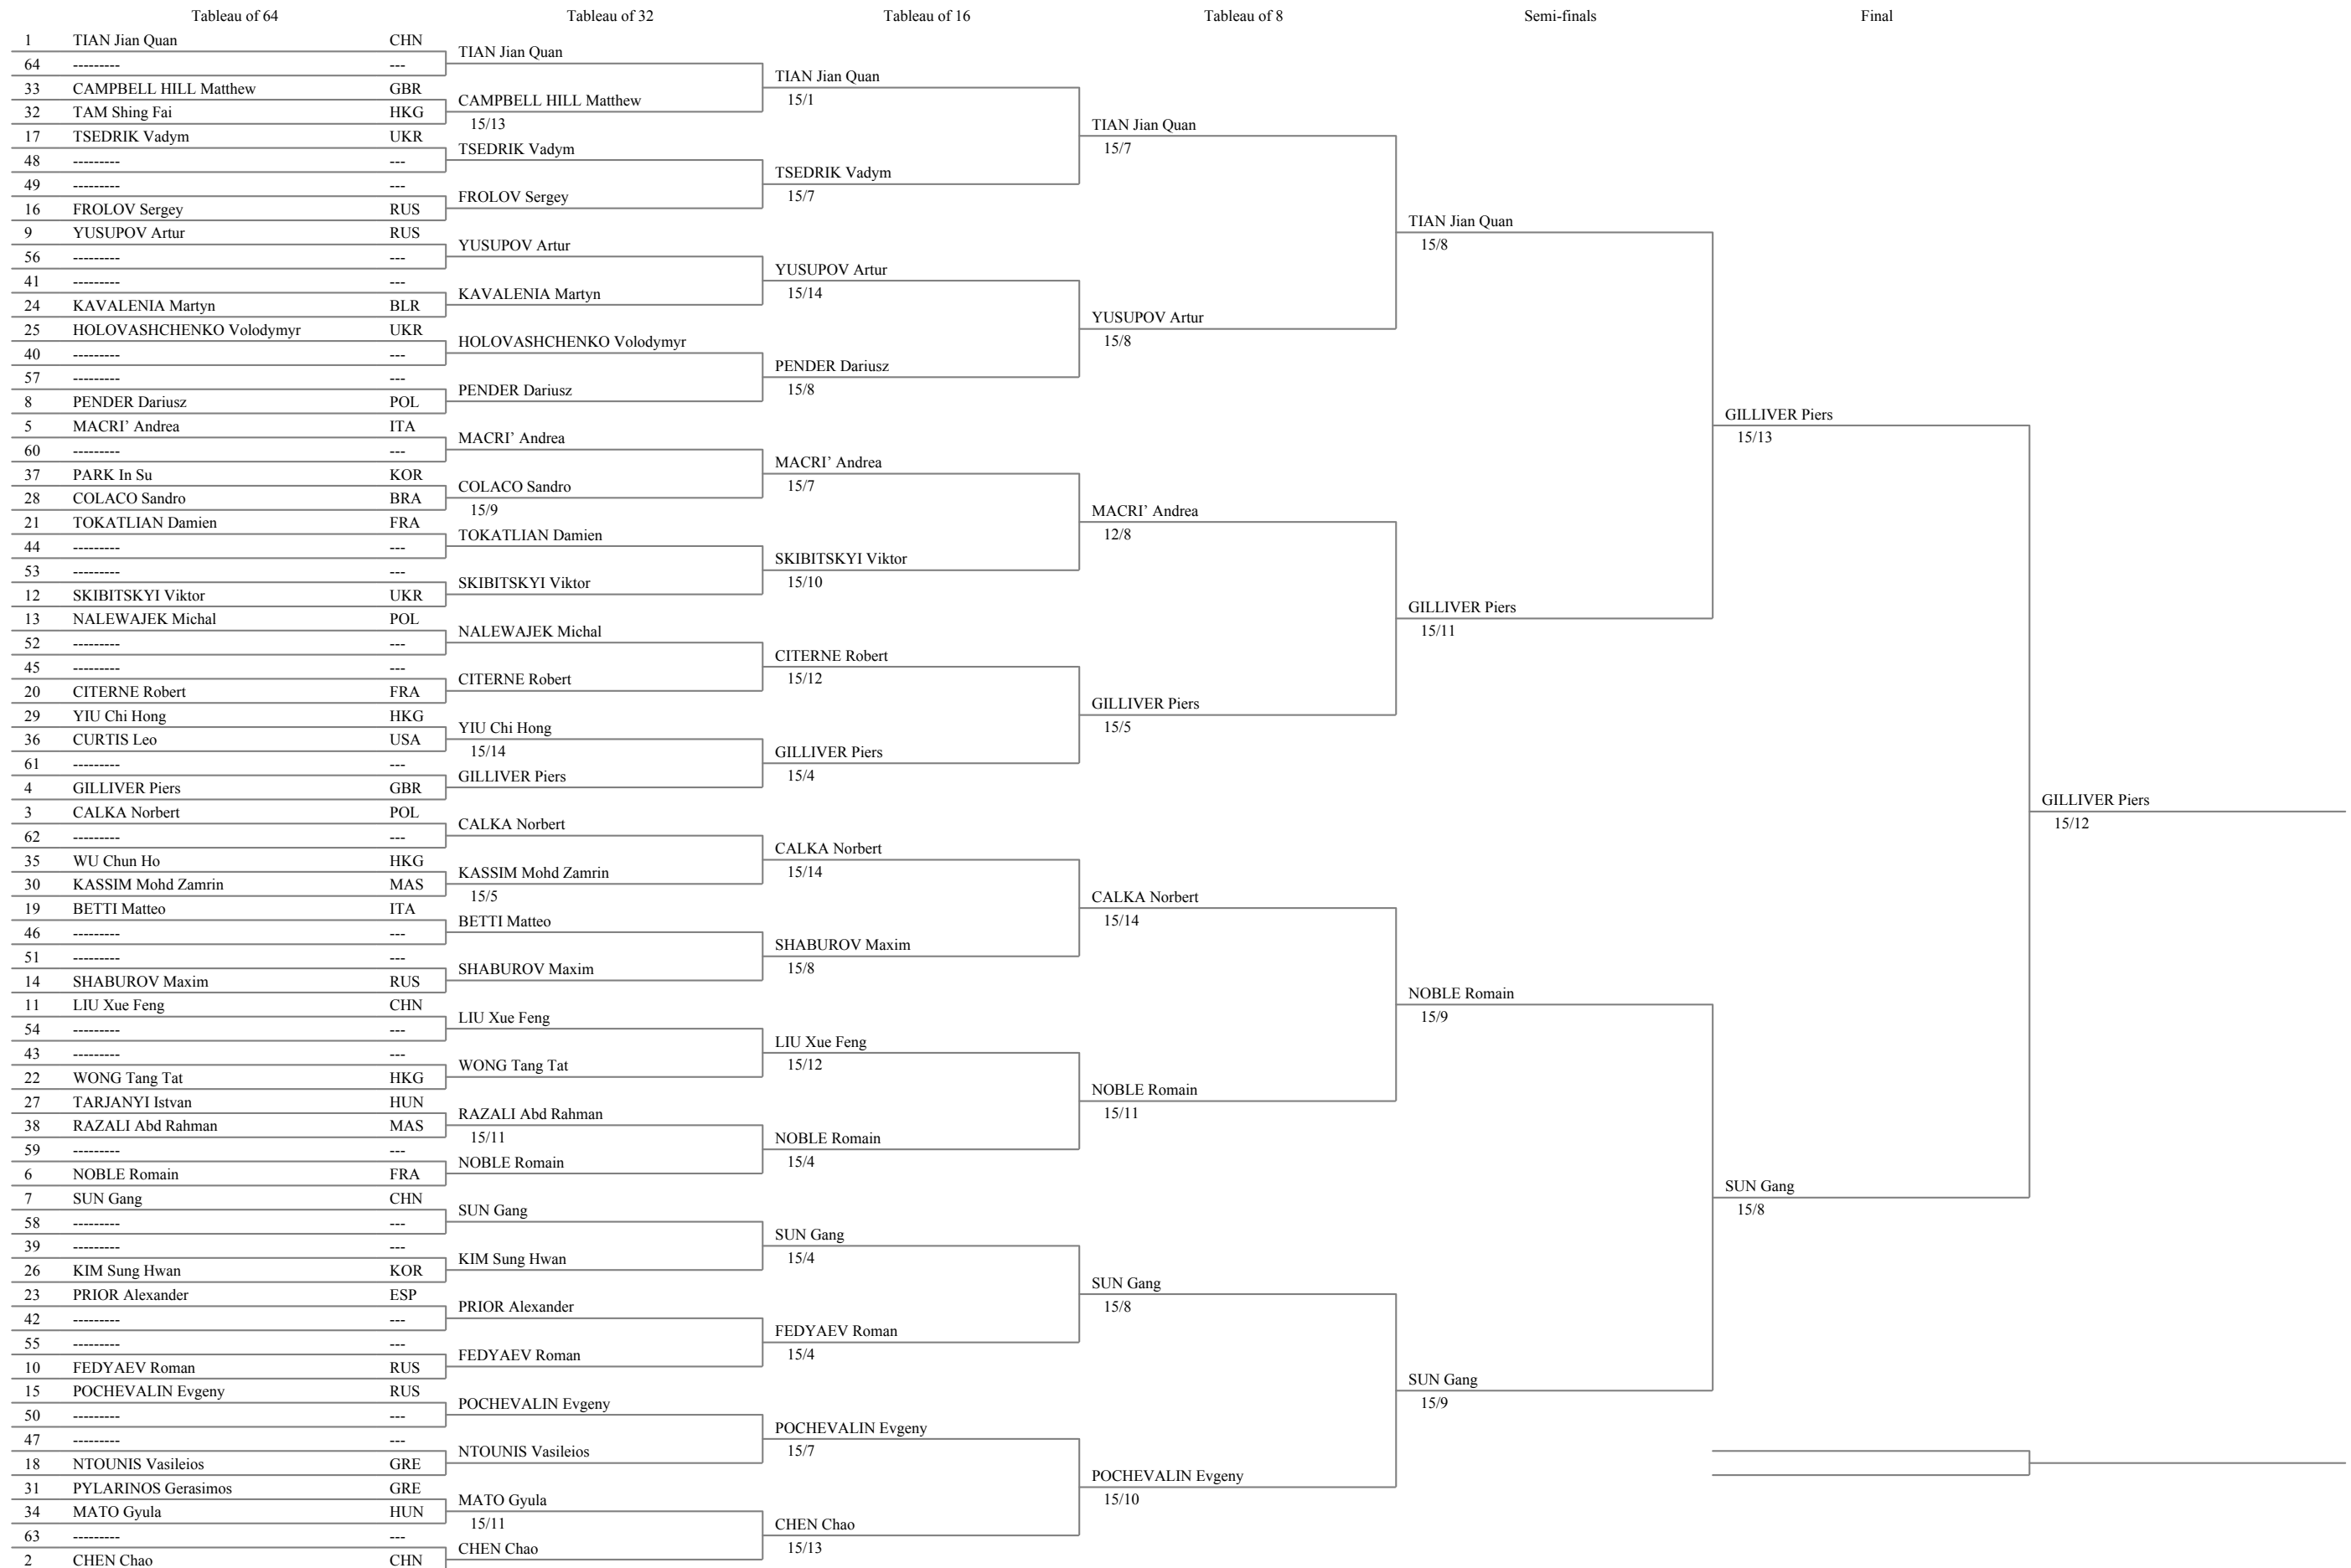 Tableau of 64 Tableau of 32 Tableau of 16 Tableau of 8 Semi-finals Final
1 TIAN Jian Quan CHN
TIAN Jian Quan
64 --------- ---
TIAN Jian Quan
33 CAMPBELL HILL Matthew GBR
CAMPBELL HILL Matthew 15/1
32 TAM Shing Fai HKG
15/13 TIAN Jian Quan
17 TSEDRIK Vadym UKR
TSEDRIK Vadym 15/7
48 --------- ---
TSEDRIK Vadym
49 --------- ---
FROLOV Sergey 15/7
16 FROLOV Sergey RUS
TIAN Jian Quan
9 YUSUPOV Artur RUS
YUSUPOV Artur 15/8
56 --------- ---
YUSUPOV Artur
41 --------- ---
KAVALENIA Martyn 15/14
24 KAVALENIA Martyn BLR
YUSUPOV Artur
25 HOLOVASHCHENKO Volodymyr UKR
HOLOVASHCHENKO Volodymyr 15/8
40 --------- ---
PENDER Dariusz
57 --------- ---
PENDER Dariusz 15/8
8 PENDER Dariusz POL
GILLIVER Piers
5 MACRI’ Andrea ITA
MACRI’ Andrea 15/13
60 --------- ---
MACRI’ Andrea
37 PARK In Su KOR
COLACO Sandro 15/7
28 COLACO Sandro BRA
15/9 MACRI’ Andrea
21 TOKATLIAN Damien FRA
TOKATLIAN Damien 12/8
44 --------- ---
SKIBITSKYI Viktor
53 --------- ---
SKIBITSKYI Viktor 15/10
12 SKIBITSKYI Viktor UKR
GILLIVER Piers
13 NALEWAJEK Michal POL
NALEWAJEK Michal 15/11
52 --------- ---
CITERNE Robert
45 --------- ---
CITERNE Robert 15/12
20 CITERNE Robert FRA
GILLIVER Piers
29 YIU Chi Hong HKG
YIU Chi Hong 15/5
36 CURTIS Leo USA
15/14 GILLIVER Piers
61 --------- ---
GILLIVER Piers 15/4
4 GILLIVER Piers GBR
GILLIVER Piers
3 CALKA Norbert POL
CALKA Norbert 15/12
62 --------- ---
CALKA Norbert
35 WU Chun Ho HKG
KASSIM Mohd Zamrin 15/14
30 KASSIM Mohd Zamrin MAS
15/5 CALKA Norbert
19 BETTI Matteo ITA
BETTI Matteo 15/14
46 --------- ---
SHABUROV Maxim
51 --------- ---
SHABUROV Maxim 15/8
14 SHABUROV Maxim RUS
NOBLE Romain
11 LIU Xue Feng CHN
LIU Xue Feng 15/9
54 --------- ---
LIU Xue Feng
43 --------- ---
WONG Tang Tat 15/12
22 WONG Tang Tat HKG
NOBLE Romain
27 TARJANYI Istvan HUN
RAZALI Abd Rahman 15/11
38 RAZALI Abd Rahman MAS
15/11 NOBLE Romain
59 --------- ---
NOBLE Romain 15/4
6 NOBLE Romain FRA
SUN Gang
7 SUN Gang CHN
SUN Gang 15/8
58 --------- ---
SUN Gang
39 --------- ---
KIM Sung Hwan 15/4
26 KIM Sung Hwan KOR
SUN Gang
23 PRIOR Alexander ESP
PRIOR Alexander 15/8
42 --------- ---
FEDYAEV Roman
55 --------- ---
FEDYAEV Roman 15/4
10 FEDYAEV Roman RUS
SUN Gang
15 POCHEVALIN Evgeny RUS
POCHEVALIN Evgeny 15/9
50 --------- ---
POCHEVALIN Evgeny
47 --------- ---
NTOUNIS Vasileios 15/7
18 NTOUNIS Vasileios GRE
POCHEVALIN Evgeny
31 PYLARINOS Gerasimos GRE
MATO Gyula 15/10
34 MATO Gyula HUN
15/11 CHEN Chao
63 --------- ---
CHEN Chao 15/13
2 CHEN Chao CHN